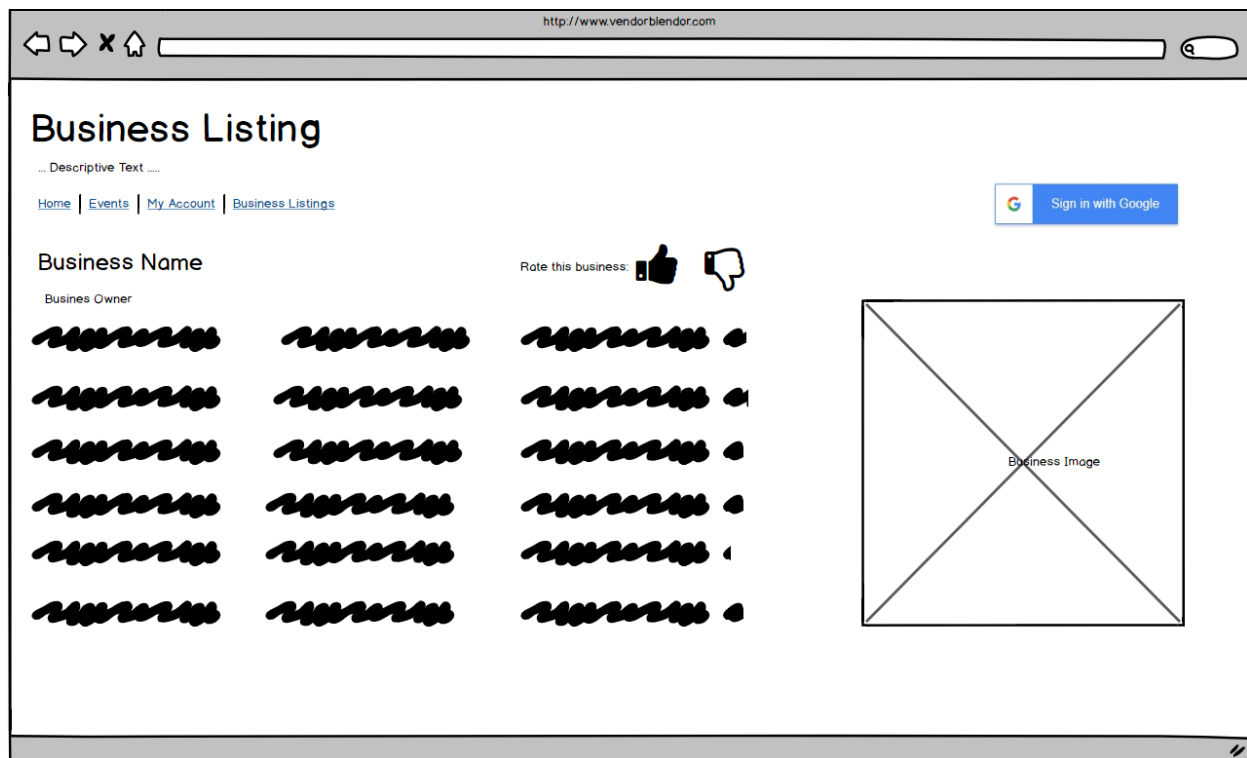 http://www.vendorblendor.com
Business Listing
... Descriptive Text .....
Home | Events | My Account | Business Listings
Sign in with Google
Business Name
Rate this business:
Busines Owner
Business Image